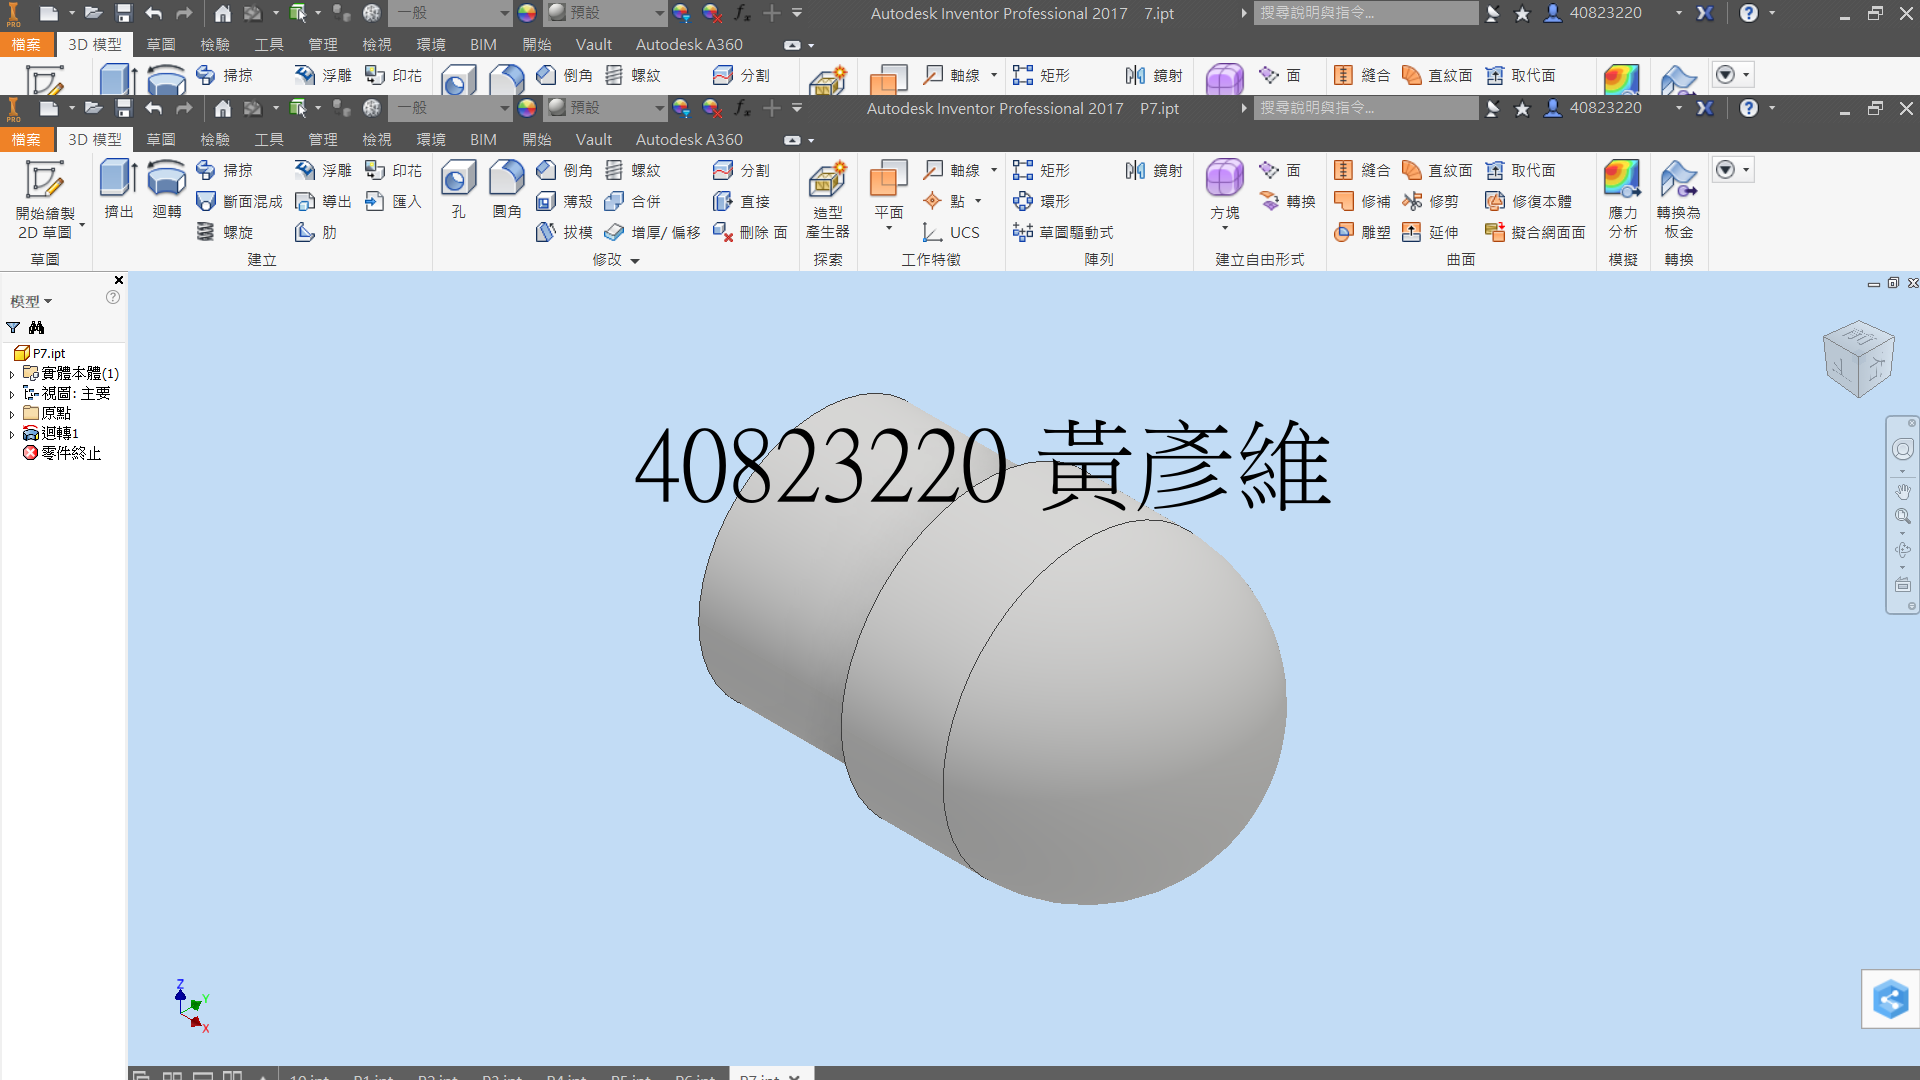 PRO 一般 預設 Autodesk Inventor Professional 2017 7.ipt 搜尋說明與指令... 40823220
檔案 3D 模型 草圖 檢驗 工具 管理 檢視 環境 BIM 開始 Vault Autodesk A360
掃掠 浮雕 印花 倒角 螺紋 分割 軸線 矩形 鏡射 面 縫合 直紋面 取代面
PRO 一般 預設 Autodesk Inventor Professional 2017 P7.ipt 搜尋說明與指令... 40823220
檔案 3D 模型 草圖 檢驗 工具 管理 檢視 環境 BIM 開始 Vault Autodesk A360
掃掠 浮雕 印花 倒角 螺紋 分割 軸線 矩形 鏡射 面 縫合 直紋面 取代面
開始繪製 擠出 迴轉 斷面混成 導出 匯入 孔 圓角 薄殼 合併 直接 造型 平面 點 環形 方塊 轉換 修補 修剪 修復本體 應力 轉換為
2D 草圖 螺旋 肋 拔模 增厚/ 偏移 刪除 面 產生器 UCS 草圖驅動式 雕塑 延伸 擬合網面面 分析 板金
草圖 建立 修改 探索 工作特徵 陣列 建立自由形式 曲面 模擬 轉換
模型
P7.ipt
實體本體(1)
視圖: 主要
原點
迴轉1
零件終止
40823220 黃彥維
Z
Y
X
10.ipt P1.ipt P2.ipt P3.ipt P4.ipt P5.ipt P6.ipt P7.ipt